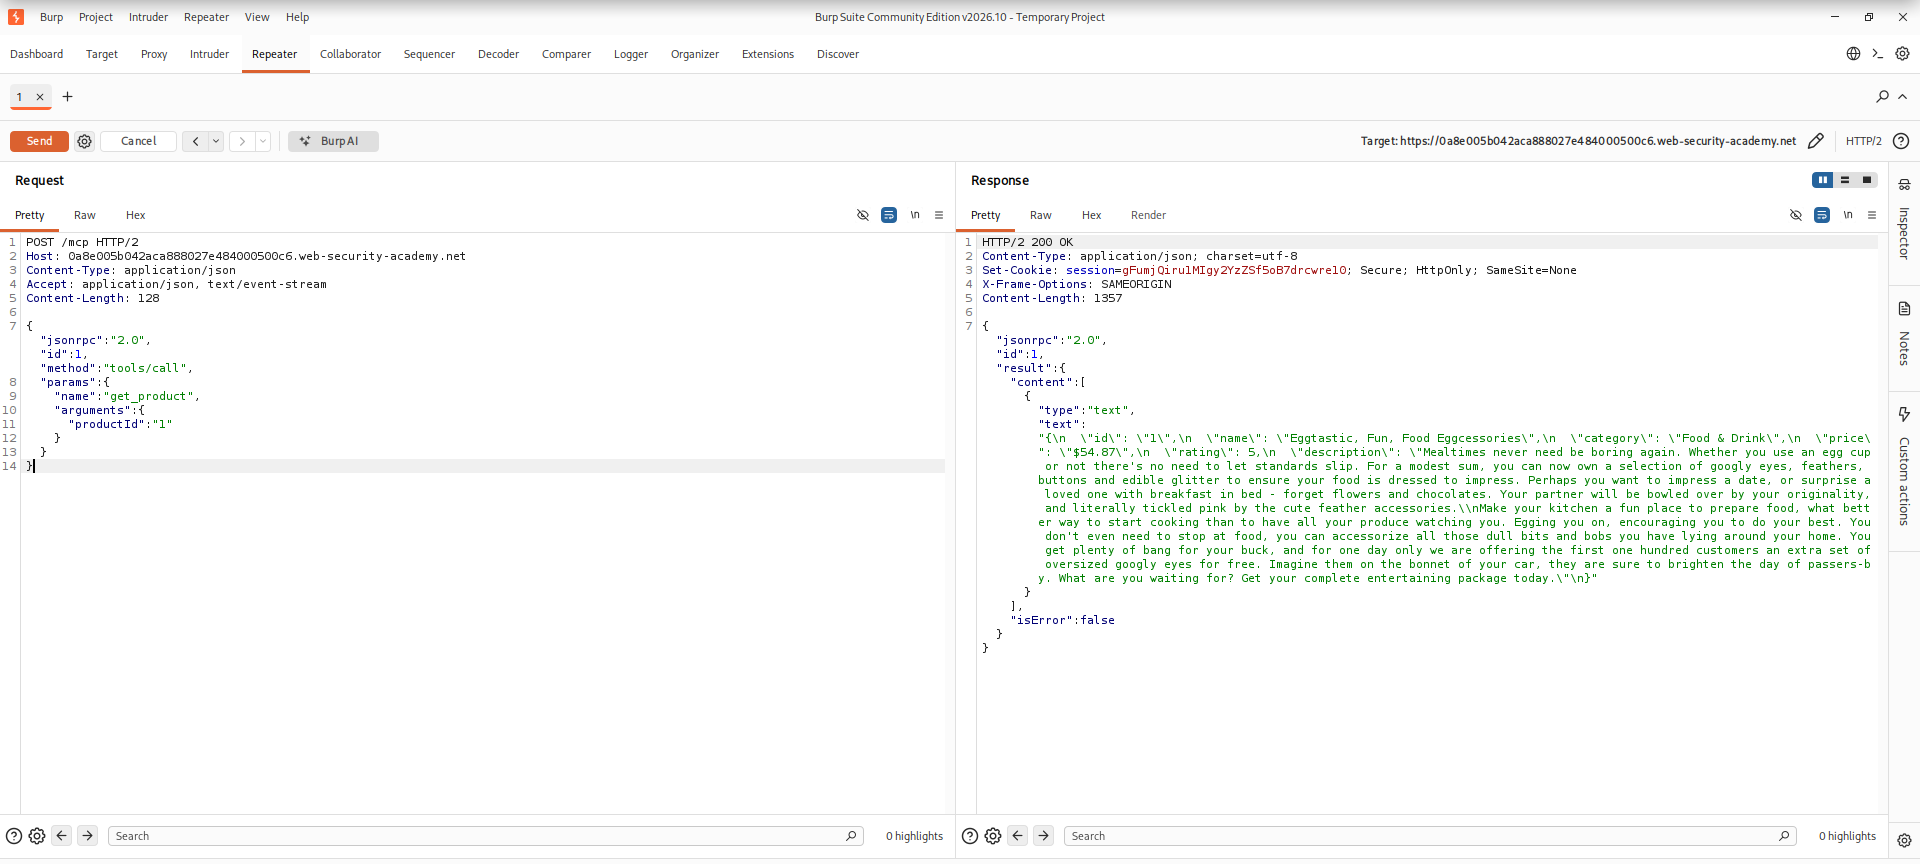 Burp Project Intruder Repeater View Help
Burp Suite Community Edition v2026.10 - Temporary Project
Dashboard Target Proxy Intruder Repeater Collaborator Sequencer Decoder Comparer Logger Organizer Extensions Discover
1
Send Cancel Burp AI
Target: https://0a8e005b042aca888027e484000500c6.web-security-academy.net HTTP/2
Request
Pretty Raw Hex \n
1 POST /mcp HTTP/2
2 Host: 0a8e005b042aca888027e484000500c6.web-security-academy.net
3 Content-Type: application/json
4 Accept: application/json, text/event-stream
5 Content-Length: 128
6
7 {
"jsonrpc":"2.0",
"id":1,
"method":"tools/call",
8 "params":{
9 "name":"get_product",
10 "arguments":{
11 "productId":"1"
12 }
13 }
14 }
Search 0 highlights
Response
Pretty Raw Hex Render \n
1 HTTP/2 200 OK
2 Content-Type: application/json; charset=utf-8
3 Set-Cookie: session=gFumjQiru1MIgy2YzZSf5oB7drcwrel0; Secure; HttpOnly; SameSite=None
4 X-Frame-Options: SAMEORIGIN
5 Content-Length: 1357
6
7 {
"jsonrpc":"2.0",
"id":1,
"result":{
"content":[
{
"type":"text",
"text":
"{\n  \"id\": \"1\",\n  \"name\": \"Eggtastic, Fun, Food Eggcessories\",\n  \"category\": \"Food & Drink\",\n  \"price\
": \"$54.87\",\n  \"rating\": 5,\n  \"description\": \"Mealtimes never need be boring again. Whether you use an egg cup
or not there's no need to let standards slip. For a modest sum, you can now own a selection of googly eyes, feathers,
buttons and edible glitter to ensure your food is dressed to impress. Perhaps you want to impress a date, or surprise a
loved one with breakfast in bed - forget flowers and chocolates. Your partner will be bowled over by your originality,
and literally tickled pink by the cute feather accessories.\\nMake your kitchen a fun place to prepare food, what bett
er way to start cooking than to have all your produce watching you. Egging you on, encouraging you to do your best. You
don't even need to stop at food, you can accessorize all those dull bits and bobs you have lying around your home. You
get plenty of bang for your buck, and for one day only we are offering the first one hundred customers an extra set of
oversized googly eyes for free. Imagine them on the bonnet of your car, they are sure to brighten the day of passers-b
y. What are you waiting for? Get your complete entertaining package today.\"\n}"
}
],
"isError":false
}
}
Search 0 highlights
Inspector
Notes
Custom actions